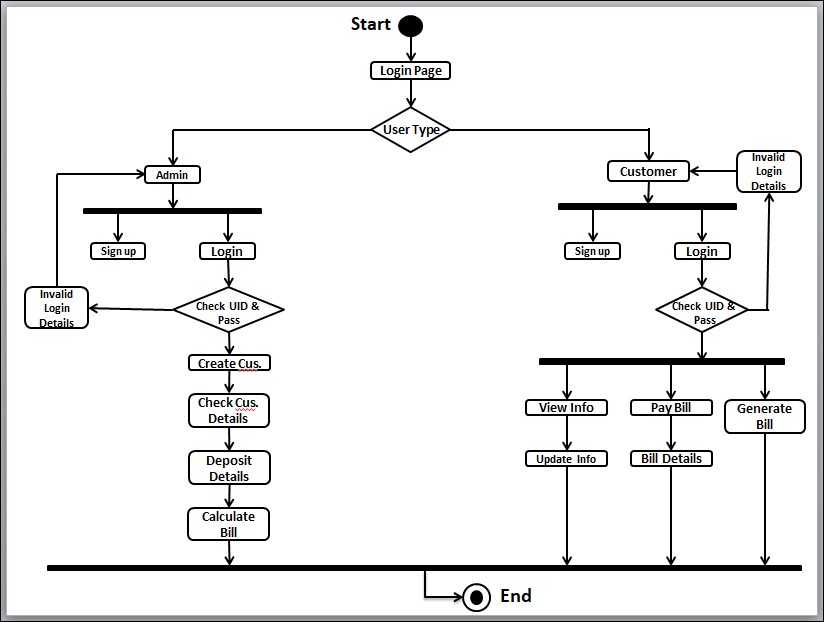 Start
Login Page
User Type
Admin
Customer
Invalid
Login
Details
Sign up
Login
Sign up
Login
Invalid
Login
Details
Check UID &
Pass
Check UID &
Pass
Create Cus.
Check Cus.
Details
View Info
Pay Bill
Generate
Bill
Deposit
Details
Update Info
Bill Details
Calculate
Bill
End